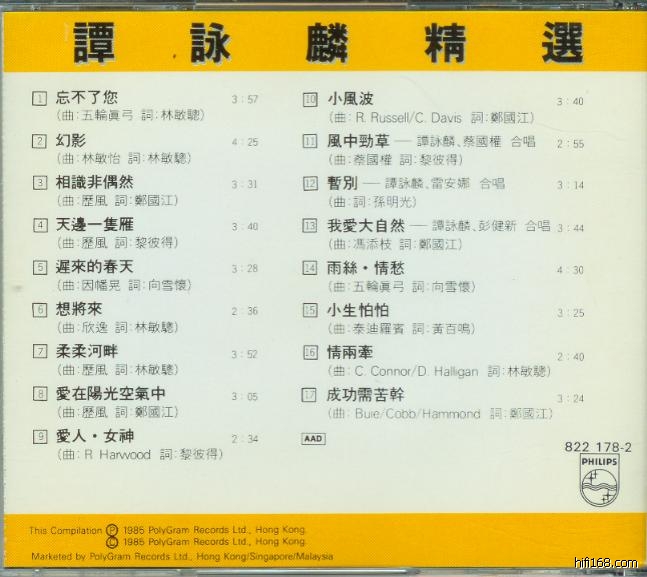 譚詠麟精選
1 忘不了您 3:57
(曲:五輪眞弓 詞:林敏驄)
2 幻影 4:25
(曲:林敏怡 詞:林敏驄)
3 相識非偶然 3:31
(曲:歷風 詞:鄭國江)
4 天邊一隻雁 3:40
(曲:歷風 詞:黎彼得)
5 遲來的春天 3:28
(曲:因幡晃 詞:向雪懷)
6 想將來 2:36
(曲:欣逸 詞:林敏驄)
7 柔柔河畔 3:52
(曲:歷風 詞:林敏驄)
8 愛在陽光空氣中 3:05
(曲:歷風 詞:鄭國江)
9 愛人·女神 2:34
(曲:R Harwood 詞:黎彼得)
10 小風波 3:40
(曲:R. Russell/C. Davis 詞:鄭國江)
11 風中勁草 — 譚詠麟、蔡國權 合唱 2:55
(曲:蔡國權 詞:黎彼得)
12 暫別 — 譚詠麟、雷安娜 合唱 3:14
(曲:詞:孫明光)
13 我愛大自然 — 譚詠麟、彭健新 合唱 3:44
(曲:馮添枝 詞:鄭國江)
14 雨絲·情愁 4:30
(曲:五輪眞弓 詞:向雪懷)
15 小生怕怕 3:25
(曲:泰迪羅賓 詞:黃百鳴)
16 情兩牽 2:40
(曲:C. Connor/D. Halligan 詞:林敏驄)
17 成功需苦幹 3:24
(曲:Buie/Cobb/Hammond 詞:鄭國江)
AAD
822 178-2
PHILIPS
This Compilation Ⓟ 1985 PolyGram Records Ltd., Hong Kong.
© 1985 PolyGram Records Ltd., Hong Kong.
Marketed by PolyGram Records Ltd., Hong Kong/Singapore/Malaysia
hifi168.com